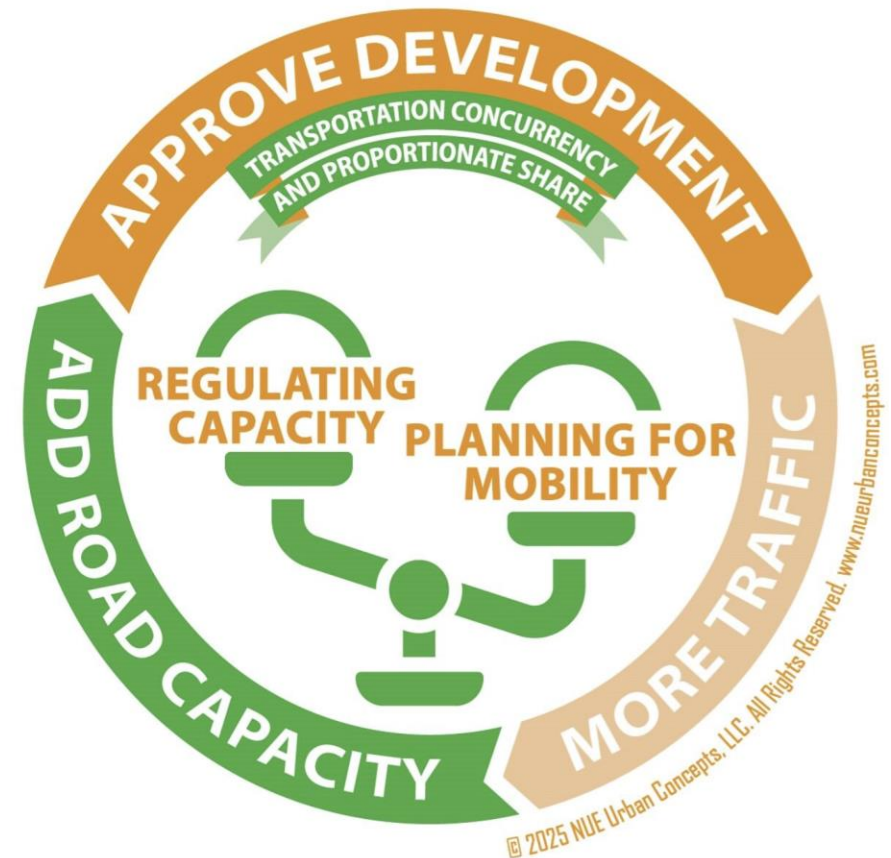 APPROVE DEVELOPMENT
TRANSPORTATION CONCURRENCY
AND PROPORTIONATE SHARE
REGULATING
CAPACITY
PLANNING FOR
MOBILITY
MORE TRAFFIC
ADD ROAD CAPACITY
© 2025 NUE Urban Concepts, LLC. All Rights Reserved. www.nueurbanconcepts.com